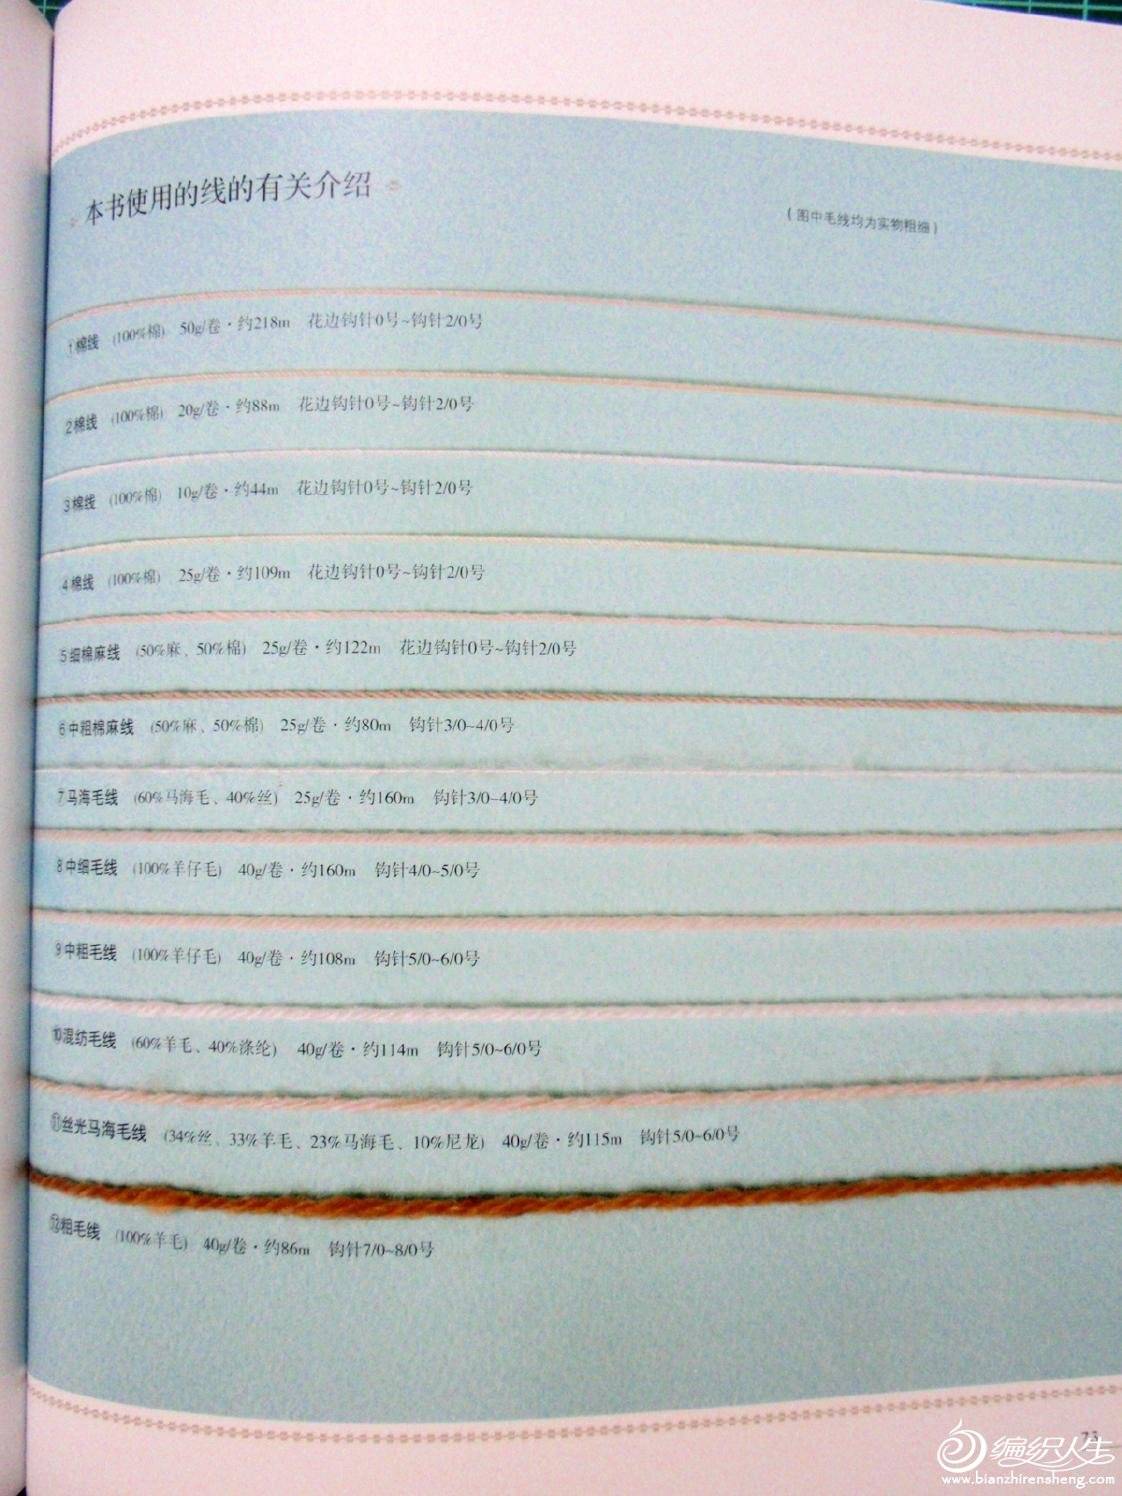 本书使用的线的有关介绍
(图中毛线均为实物粗细)
1棉线 (100%棉) 50g/卷·约218m 花边钩针0号~钩针2/0号
2棉线 (100%棉) 20g/卷·约88m 花边钩针0号~钩针2/0号
3棉线 (100%棉) 10g/卷·约44m 花边钩针0号~钩针2/0号
4棉线 (100%棉) 25g/卷·约109m 花边钩针0号~钩针2/0号
5细棉麻线 (50%麻、50%棉) 25g/卷·约122m 花边钩针0号~钩针2/0号
6中粗棉麻线 (50%麻、50%棉) 25g/卷·约80m 钩针3/0~4/0号
7马海毛线 (60%马海毛、40%丝) 25g/卷·约160m 钩针3/0~4/0号
8中细毛线 (100%羊仔毛) 40g/卷·约160m 钩针4/0~5/0号
9中粗毛线 (100%羊仔毛) 40g/卷·约108m 钩针5/0~6/0号
⑩混纺毛线 (60%羊毛、40%涤纶) 40g/卷·约114m 钩针5/0~6/0号
⑪丝光马海毛线 (34%丝、33%羊毛、23%马海毛、10%尼龙) 40g/卷·约115m 钩针5/0~6/0号
⑫粗毛线 (100%羊毛) 40g/卷·约86m 钩针7/0~8/0号
73
编织人生
www.bianzhirensheng.com